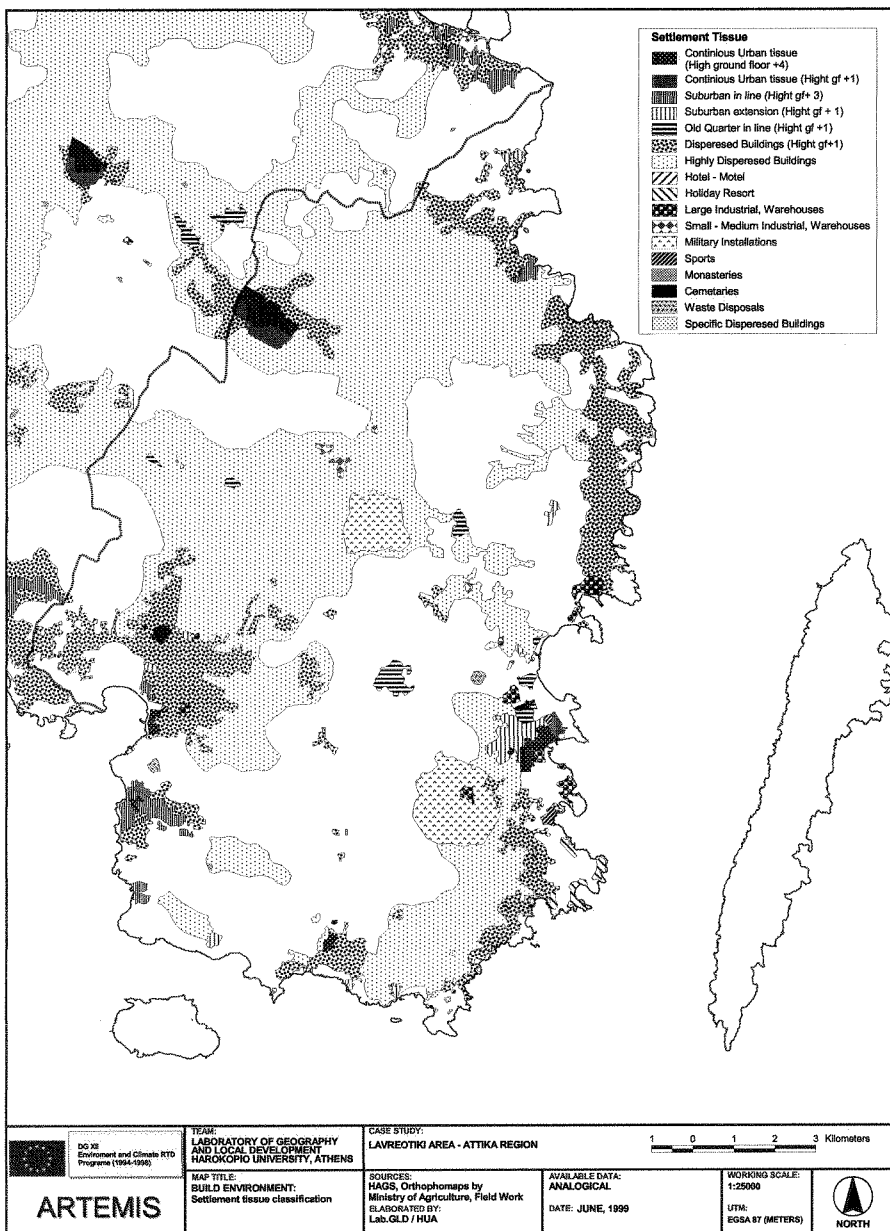 Settlement Tissue
Continious Urban tissue
(High ground floor +4)
Continious Urban tissue (Hight gf +1)
Suburban in line (Hight gf+ 3)
Suburban extension (Hight gf + 1)
Old Quarter in line (Hight gf +1)
Disperesed Buildings (Hight gf+1)
Highly Disperesed Buildings
Hotel - Motel
Holiday Resort
Large Industrial, Warehouses
Small - Medium Industrial, Warehouses
Military Installations
Sports
Monasteries
Cemetaries
Waste Disposals
Specific Disperesed Buildings
DG XII
Enviroment and Climate RTD
Programe (1994-1998)
ARTEMIS
TEAM:
LABORATORY OF GEOGRAPHY
AND LOCAL DEVELOPMENT
HAROKOPIO UNIVERSITY, ATHENS
CASE STUDY:
LAVREOTIKI AREA - ATTIKA REGION
1 0 1 2 3 Kilometers
MAP TITLE:
BUILD ENVIRONMENT:
Settlement tissue classification
SOURCES:
HAGS, Orthophomaps by
Ministry of Agriculture, Field Work
ELABORATED BY:
Lab.GLD / HUA
AVAILABLE DATA:
ANALOGICAL
DATE: JUNE, 1999
WORKING SCALE:
1:25000
UTM:
EGSA 87 (METERS)
NORTH